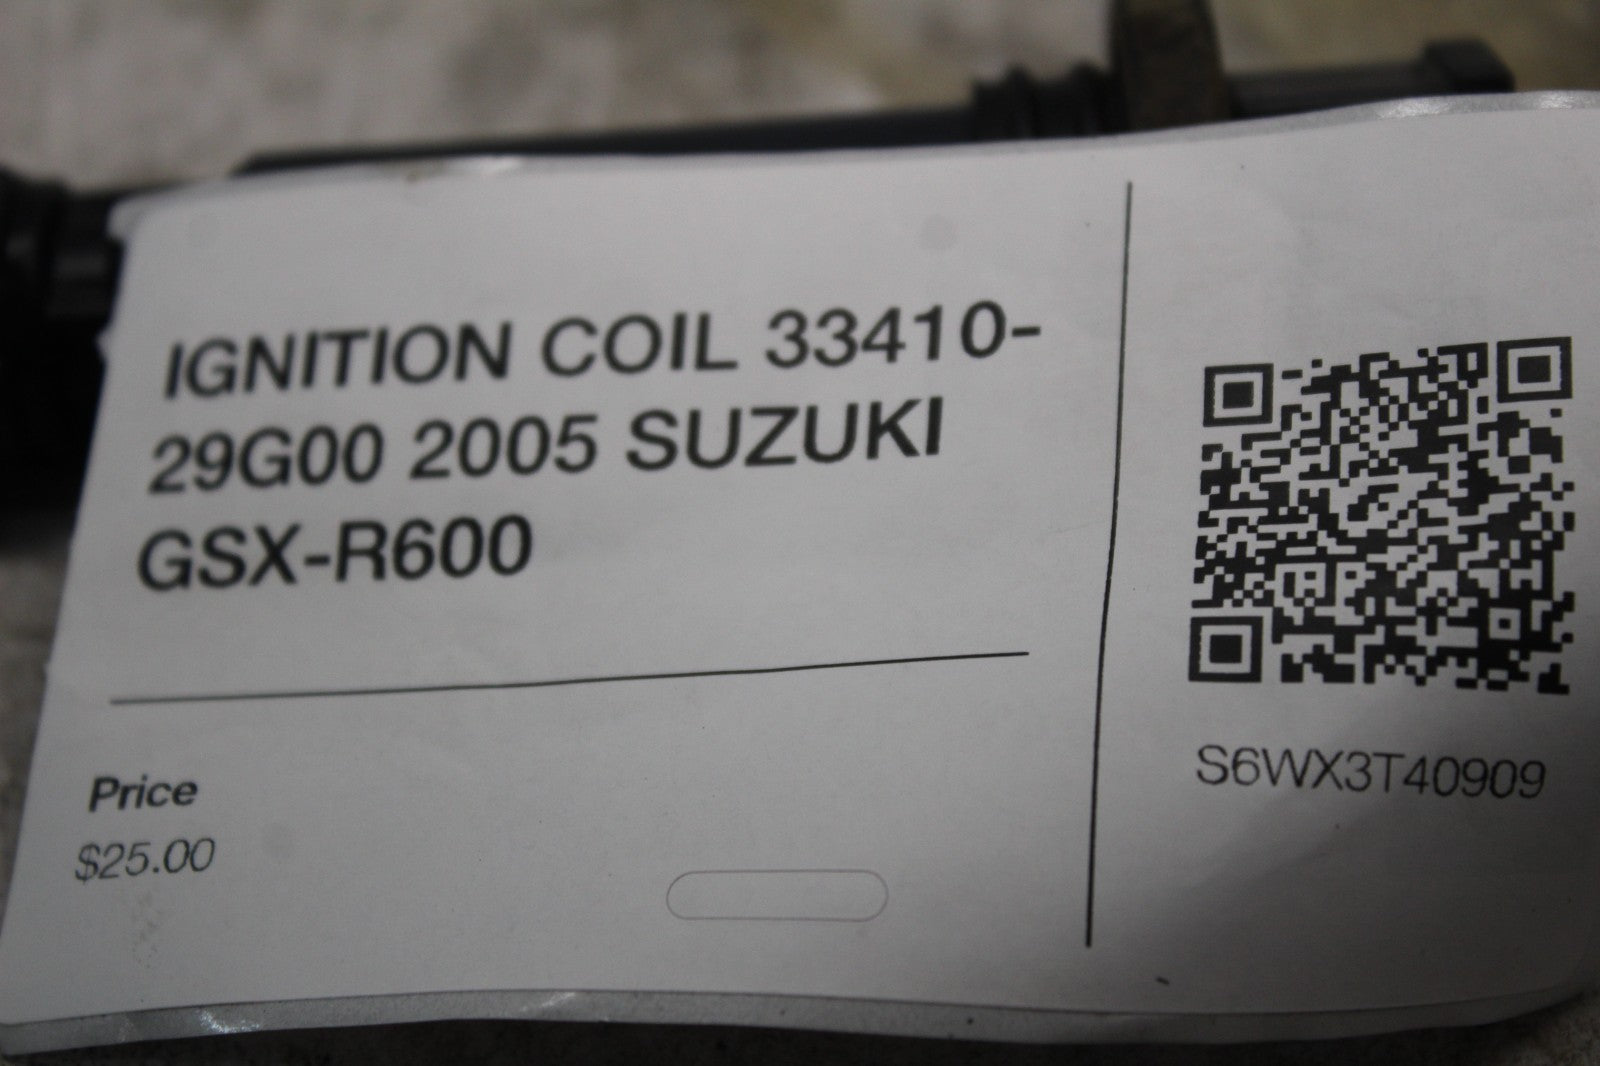 IGNITION COIL 33410-
29G00 2005 SUZUKI
GSX-R600
Price
$25.00
S6WX3T40909